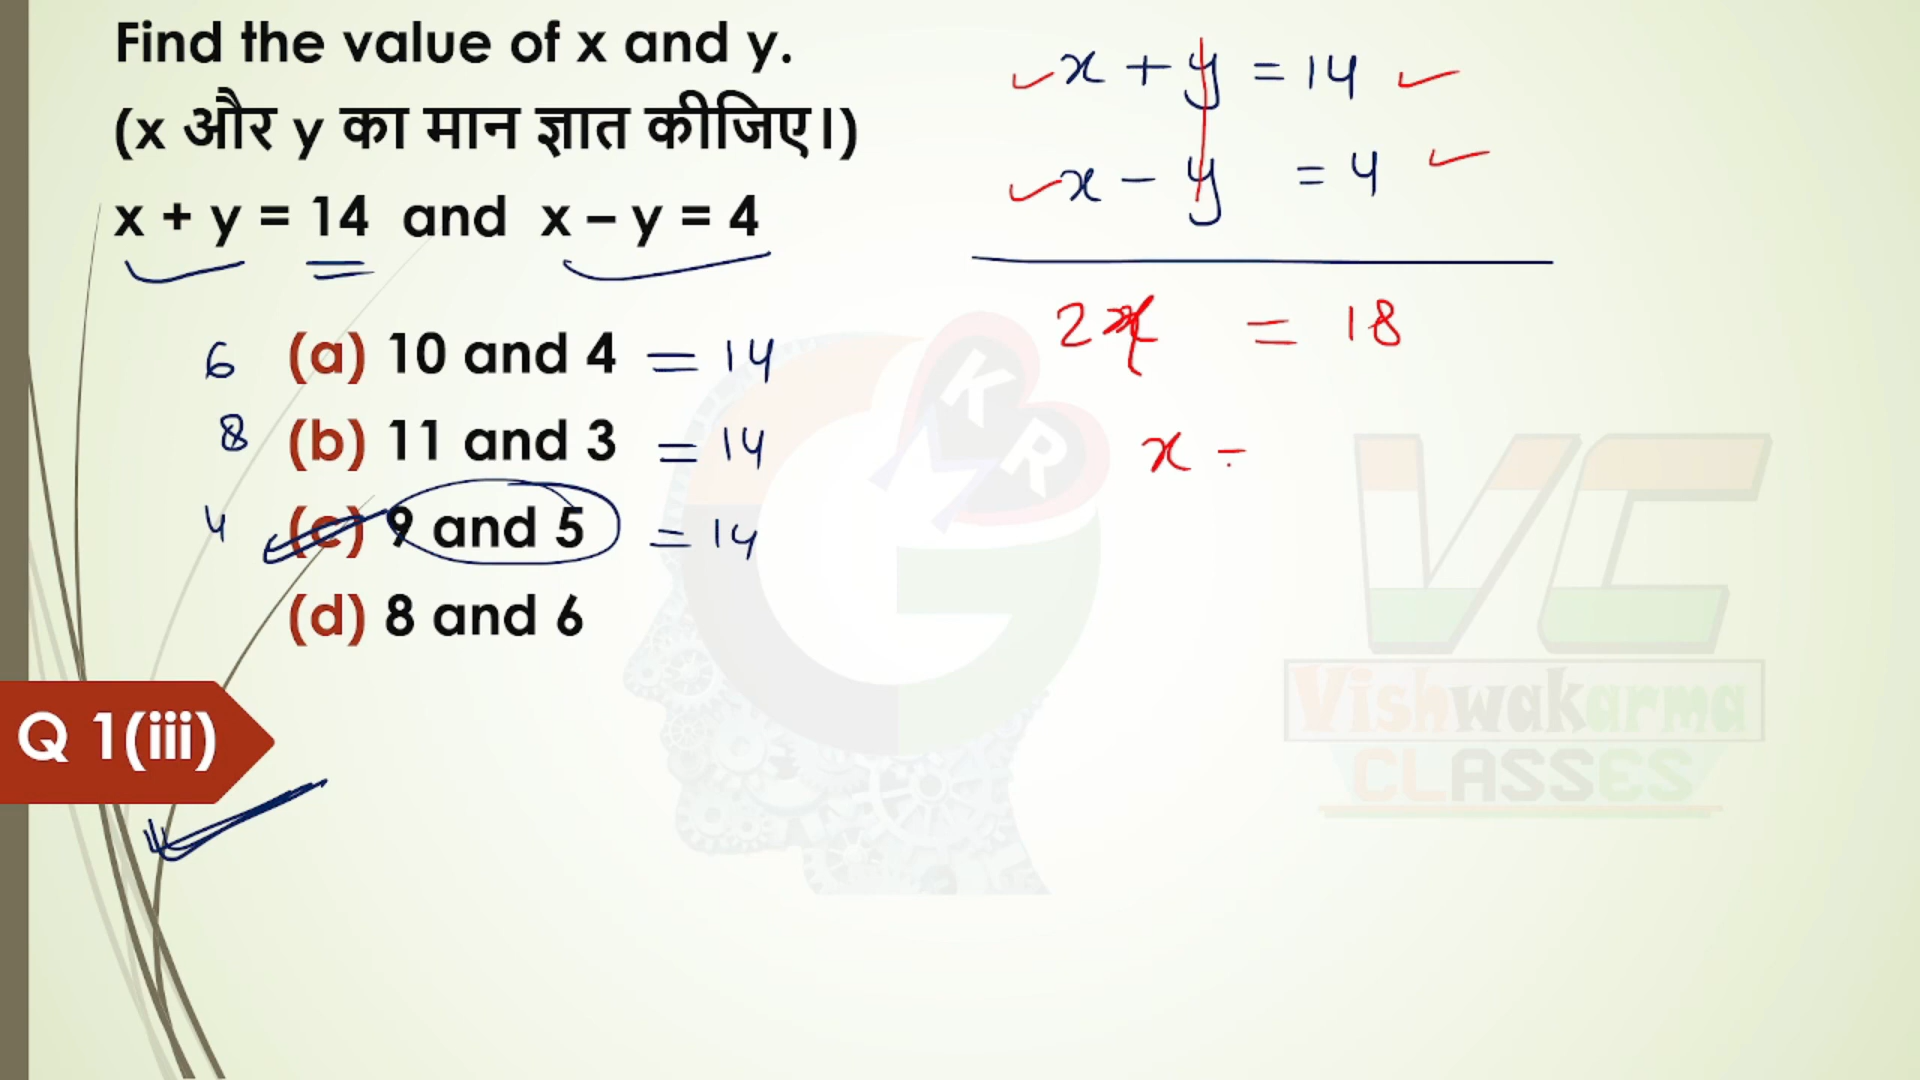 Find the value of x and y.
(x और y का मान ज्ञात कीजिए।)
x + y = 14 and x – y = 4
6 (a) 10 and 4 = 14
8 (b) 11 and 3 = 14
4 (c) 9 and 5 = 14
(d) 8 and 6
Q 1(iii)
x + y = 14
x - y = 4
2x = 18
x =
K R
G
VC
Vishwakarma
CLASSES